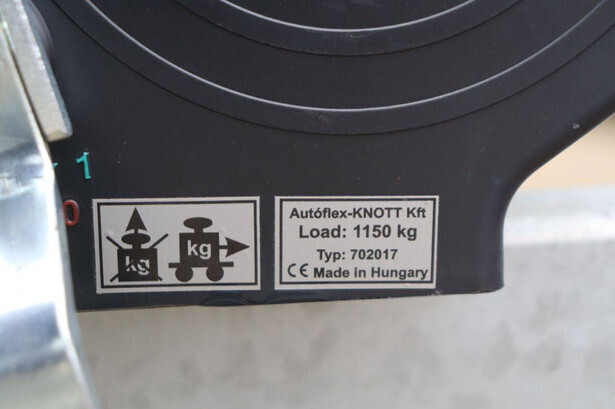 1
0
kg kg
Autóflex-KNOTT Kft
Load: 1150 kg
Typ: 702017
CE Made in Hungary